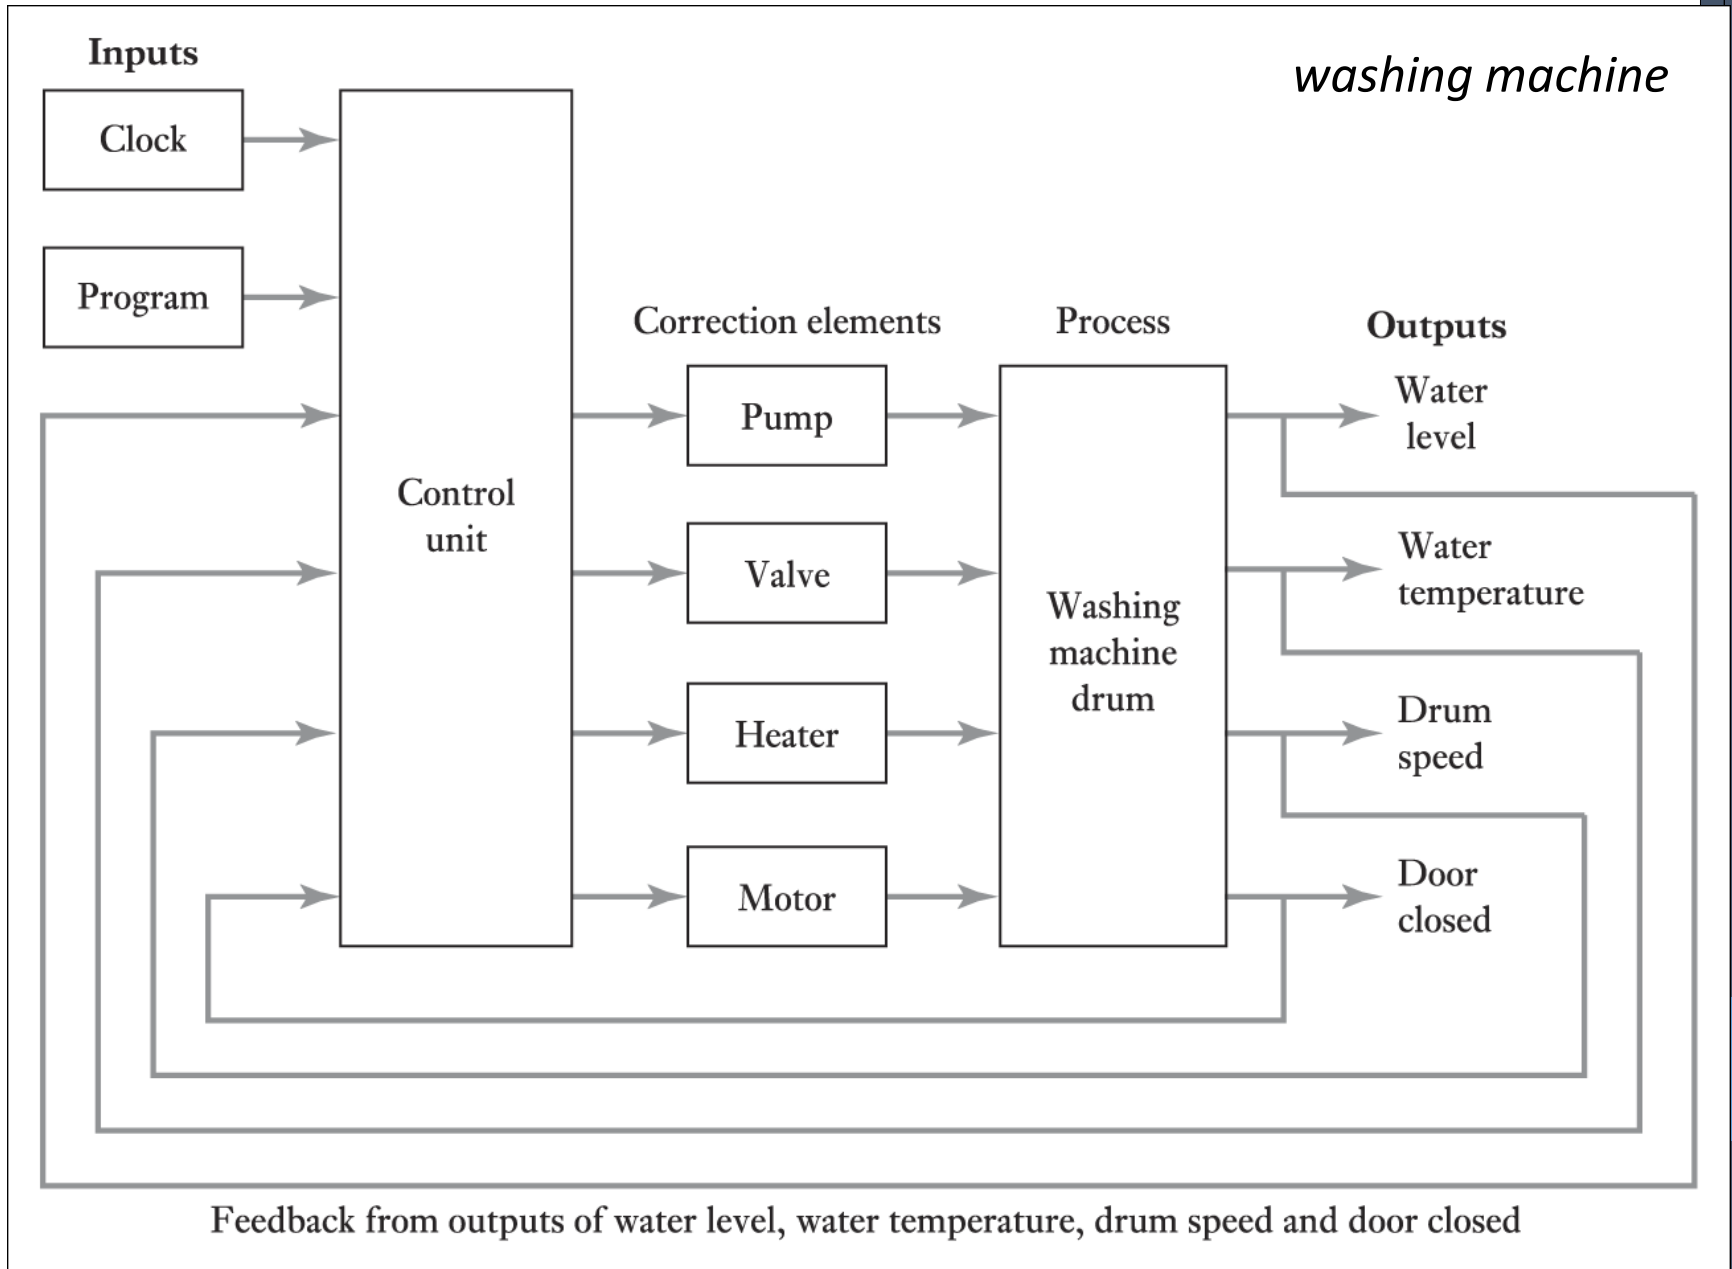 Inputs
washing machine
Clock
Program
Correction elements
Process
Outputs
Control
unit
Pump
Valve
Heater
Motor
Washing
machine
drum
Water
level
Water
temperature
Drum
speed
Door
closed
Feedback from outputs of water level, water temperature, drum speed and door closed